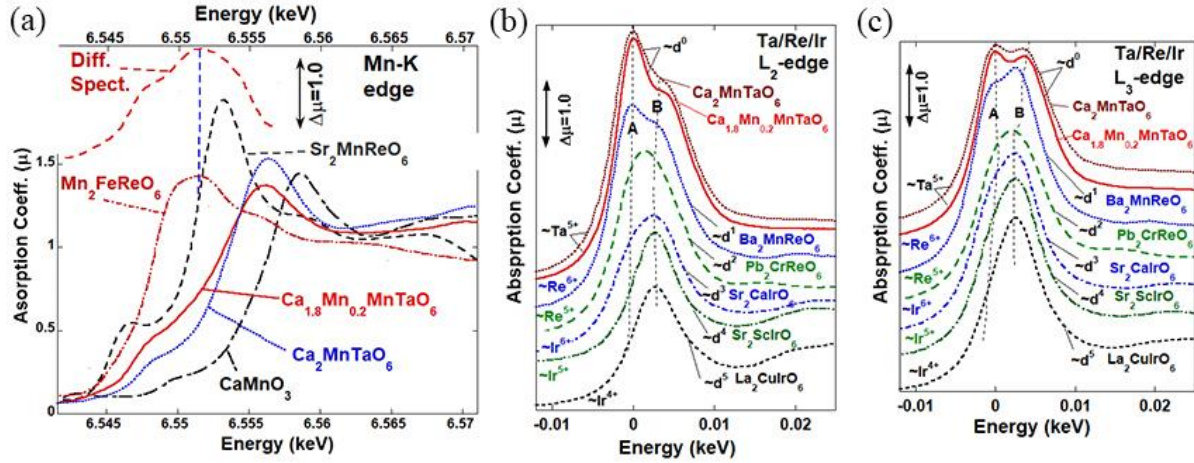 (a)
Energy (keV)
6.545 6.55 6.555 6.56 6.565 6.57
Diff.
Spect.
Δμ=1.0
Mn-K
edge
Sr2MnReO6
Mn2FeReO6
Ca1.8Mn0.2MnTaO6
Ca2MnTaO6
CaMnO3
Asorption Coeff. (μ)
1.5
1
0.5
0
6.545 6.55 6.555 6.56 6.565 6.57
Energy (keV)
(b)
Ta/Re/Ir
L2-edge
Δμ=1.0
~d0
Ca2MnTaO6
Ca1.8Mn0.2MnTaO6
A
B
~Ta5+
~d1
Ba2MnReO6
~Re6+
~d2
Pb2CrReO6
~Re5+
~d3
Sr2CaIrO6
~Ir6+
~d4
Sr2ScIrO6
~Ir5+
~d5
La2CuIrO6
~Ir4+
Absprption Coeff. (μ)
-0.01 0 0.01 0.02
Energy (keV)
(c)
Ta/Re/Ir
L3-edge
Δμ=1.0
~d0
Ca2MnTaO6
Ca1.8Mn0.2MnTaO6
A
B
~Ta5+
~d1
Ba2MnReO6
~Re6+
~d2
Pb2CrReO6
~Re5+
~d3
Sr2CaIrO6
~Ir6+
~d4
Sr2ScIrO6
~Ir5+
~d5
La2CuIrO6
~Ir4+
Absorption Coeff. (μ)
-0.01 0 0.01 0.02
Energy (keV)